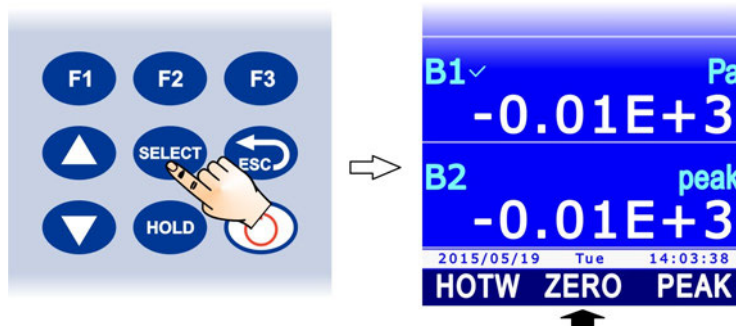 F1 F2 F3
SELECT ESC
HOLD
B1✓ Pa
-0.01E+3
B2 peak
-0.01E+3
2015/05/19 Tue 14:03:38
HOTW ZERO PEAK